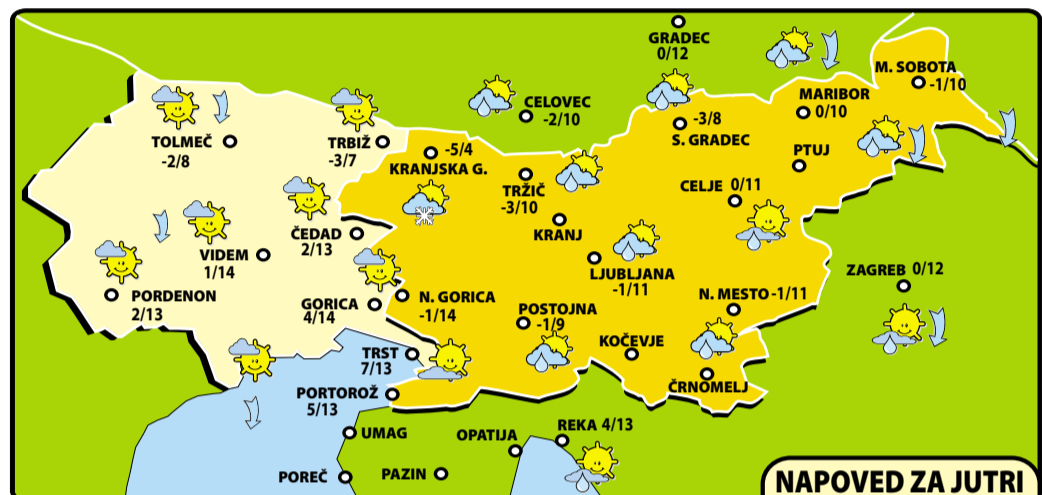 GRADEC
0/12
M. SOBOTA
-1/10
CELOVEC
-2/10
MARIBOR
0/10
-3/8
S. GRADEC
TOLMEČ
-2/8
TRBIŽ
-3/7
-5/4
KRANJSKA G.
PTUJ
TRŽIČ
-3/10
CELJE 0/11
KRANJ
ČEDAD
2/13
VIDEM
1/14
LJUBLJANA
-1/11
ZAGREB 0/12
PORDENON
2/13
GORICA
4/14
N. GORICA
-1/14
N. MESTO -1/11
POSTOJNA
-1/9
KOČEVJE
TRST
7/13
ČRNOMELJ
PORTOROŽ
5/13
UMAG
OPATIJA
REKA 4/13
POREČ
PAZIN
NAPOVED ZA JUTRI